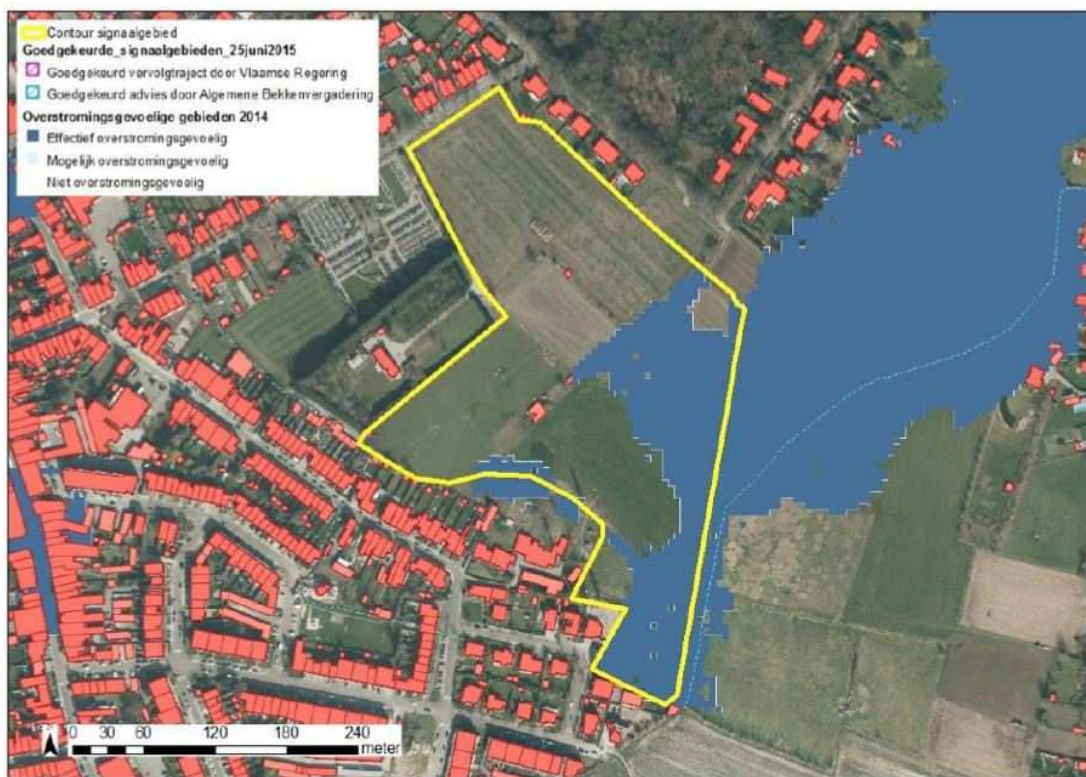 Contour signaalgebied
Goedgekeurde_signaalgebieden_25juni2015
Goedgekeurd vervolgtraject door Vlaamse Regering
Goedgekeurd advies door Algemene Bekkenvergadering
Overstromingsgevoelige gebieden 2014
Effectief overstromingsgevoelig
Mogelijk overstromingsgevoelig
Niet overstromingsgevoelig
0 30 60 120 180 240
meter